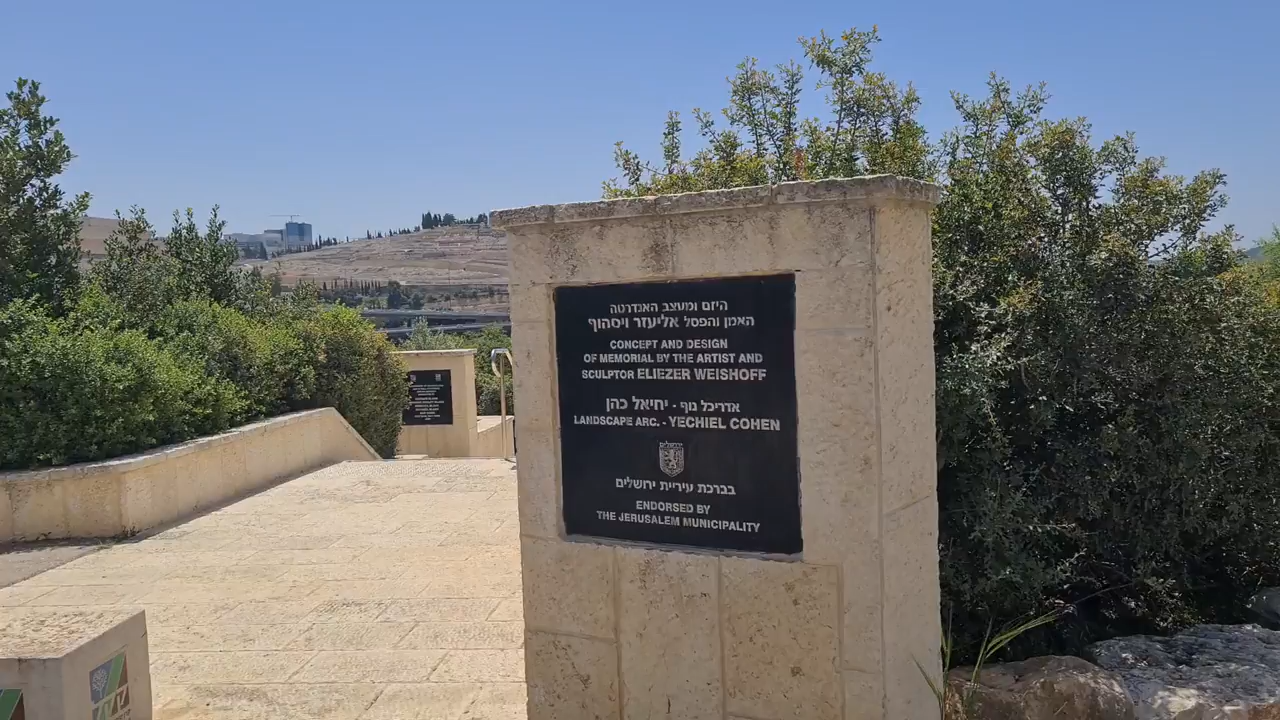 היזם ומעצב האנדרטה
האמן והפסל אליעזר ויסהוף
CONCEPT AND DESIGN
OF MEMORIAL BY THE ARTIST AND
SCULPTOR ELIEZER WEISHOFF
אדריכל נוף - יחיאל כהן
LANDSCAPE ARC. - YECHIEL COHEN
ירושלים
בברכת עיריית ירושלים
ENDORSED BY
THE JERUSALEM MUNICIPALITY